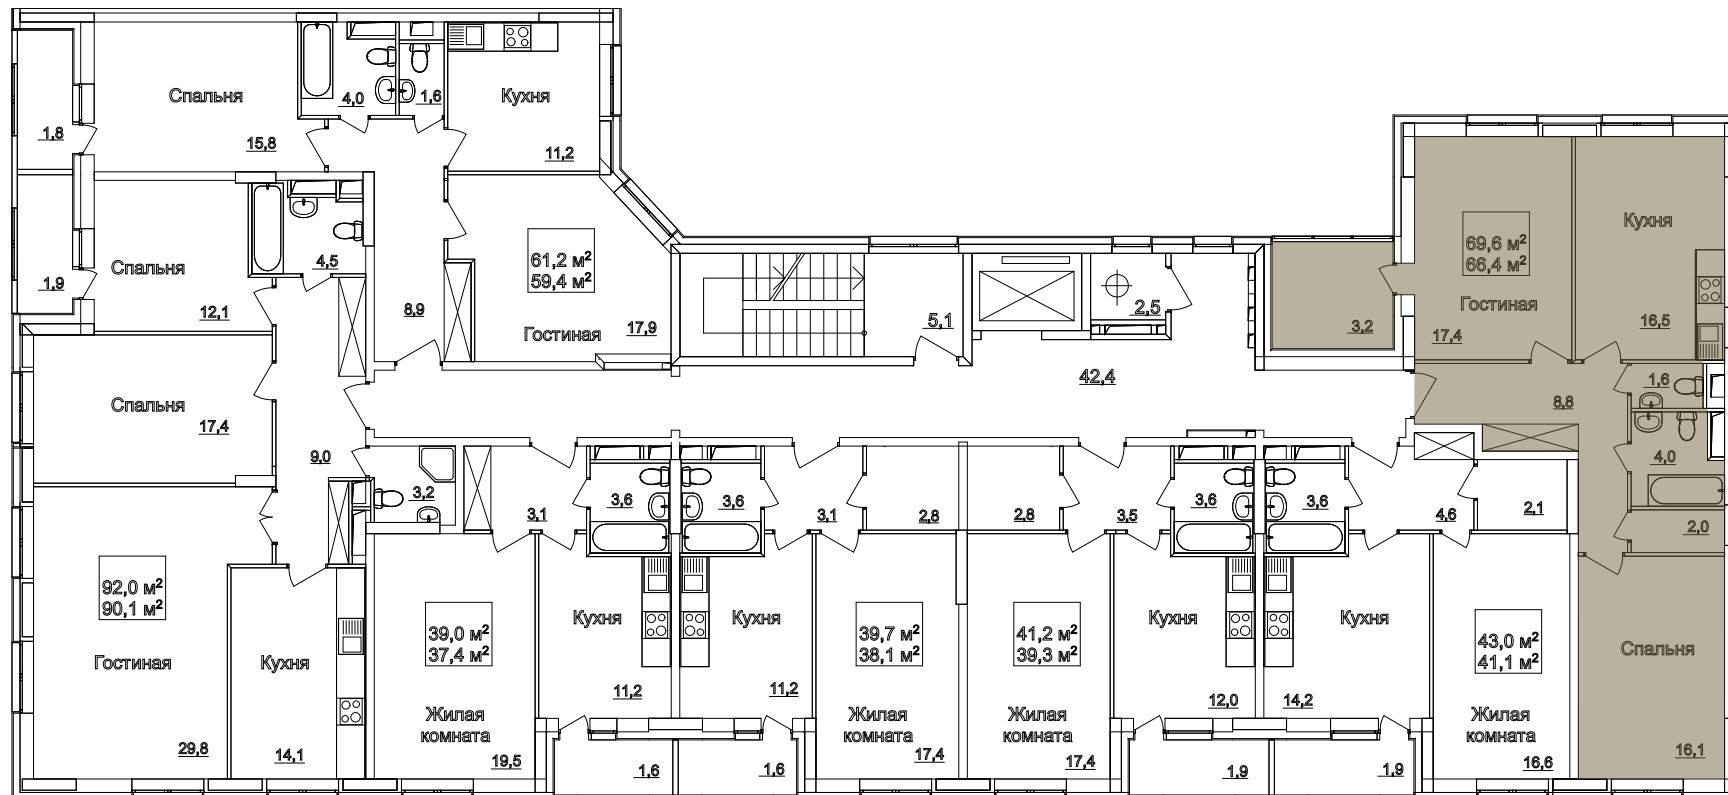 Спальня
15,8
4,0
1,6
Кухня
11,2
1,8
1,9
Спальня
12,1
4,5
8,9
61,2 м²
59,4 м²
Гостиная
17,9
5,1
2,5
3,2
69,6 м²
66,4 м²
Гостиная
17,4
Кухня
16,5
42,4
1,6
8,8
4,0
2,0
Спальня
16,1
Спальня
17,4
9,0
3,2
3,1
3,6
3,6
3,1
2,8
2,8
3,5
3,6
3,6
4,6
2,1
92,0 м²
90,1 м²
Гостиная
29,8
Кухня
14,1
39,0 м²
37,4 м²
Жилая
комната
19,5
Кухня
11,2
1,6
Кухня
11,2
1,6
39,7 м²
38,1 м²
Жилая
комната
17,4
41,2 м²
39,3 м²
Жилая
комната
17,4
Кухня
12,0
1,9
Кухня
14,2
1,9
43,0 м²
41,1 м²
Жилая
комната
16,6